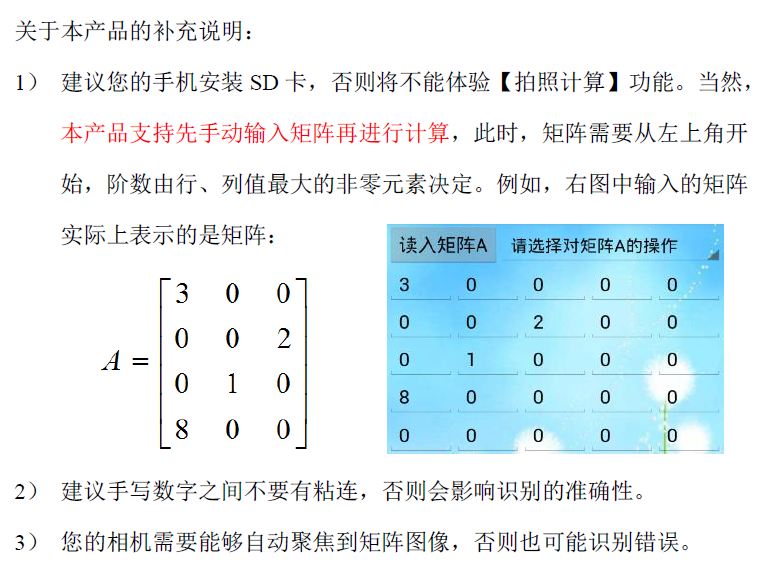 关于本产品的补充说明：
1） 建议您的手机安装 SD 卡，否则将不能体验【拍照计算】功能。当然，
本产品支持先手动输入矩阵再进行计算，此时，矩阵需要从左上角开
始，阶数由行、列值最大的非零元素决定。例如，右图中输入的矩阵
实际上表示的是矩阵：
A =
3 0 0
0 0 2
0 1 0
8 0 0
读入矩阵A 请选择对矩阵A的操作
3 0 0 0 0
0 0 2 0 0
0 1 0 0 0
8 0 0 0 0
0 0 0 0 0
2） 建议手写数字之间不要有粘连，否则会影响识别的准确性。
3） 您的相机需要能够自动聚焦到矩阵图像，否则也可能识别错误。